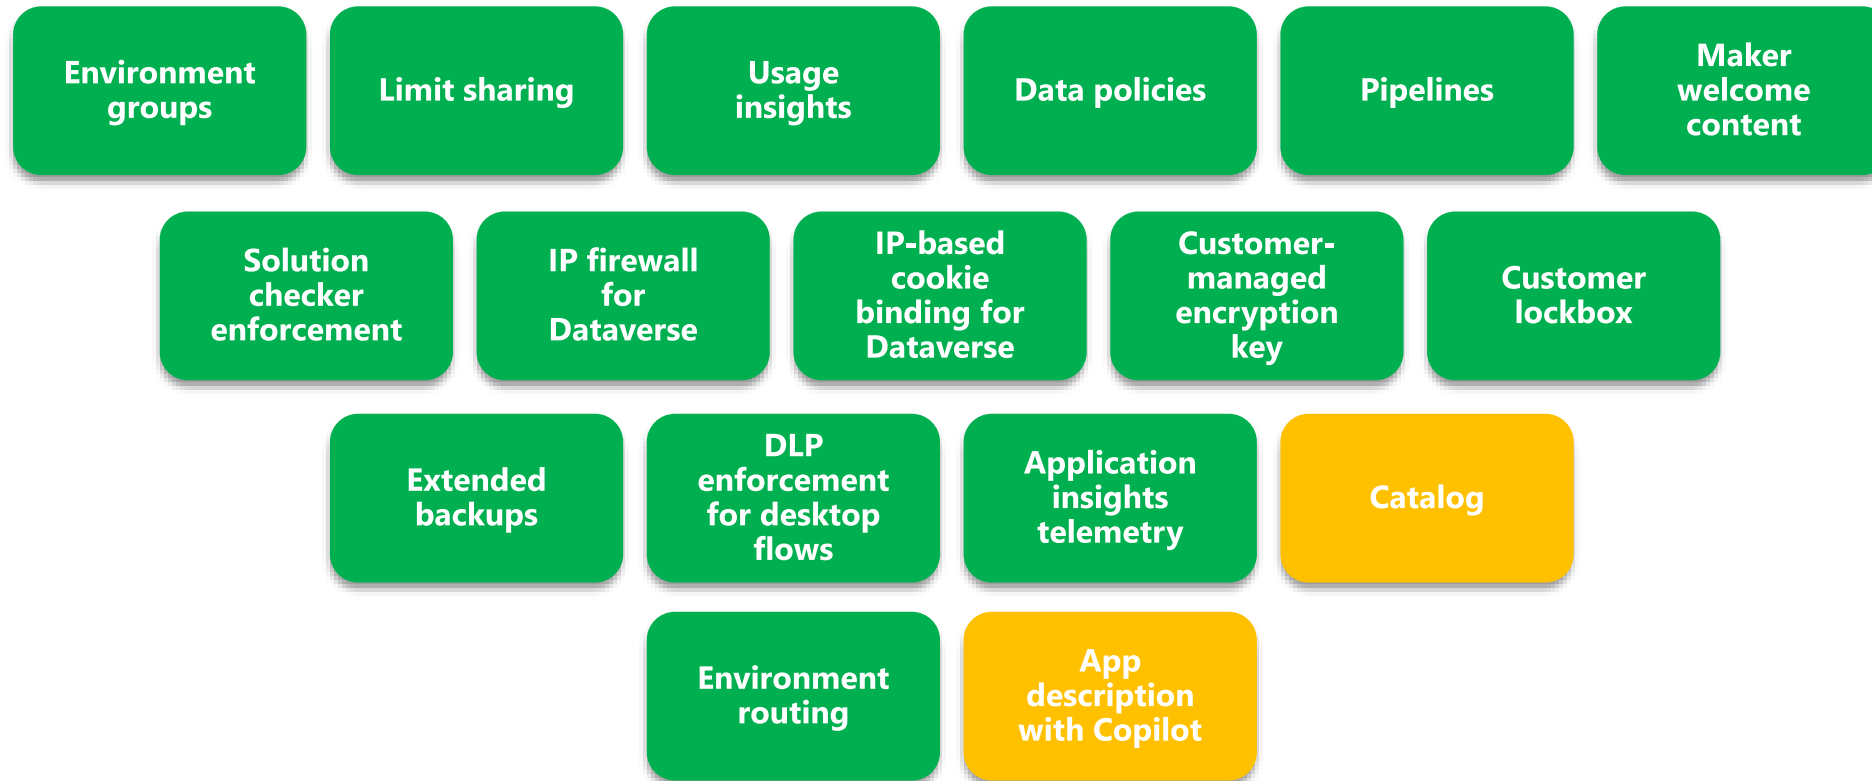 Environment
groups
Limit sharing
Usage
insights
Data policies
Pipelines
Maker
welcome
content
Solution
checker
enforcement
IP firewall
for
Dataverse
IP-based
cookie
binding for
Dataverse
Customer-
managed
encryption
key
Customer
lockbox
Extended
backups
DLP
enforcement
for desktop
flows
Application
insights
telemetry
Catalog
Environment
routing
App
description
with Copilot